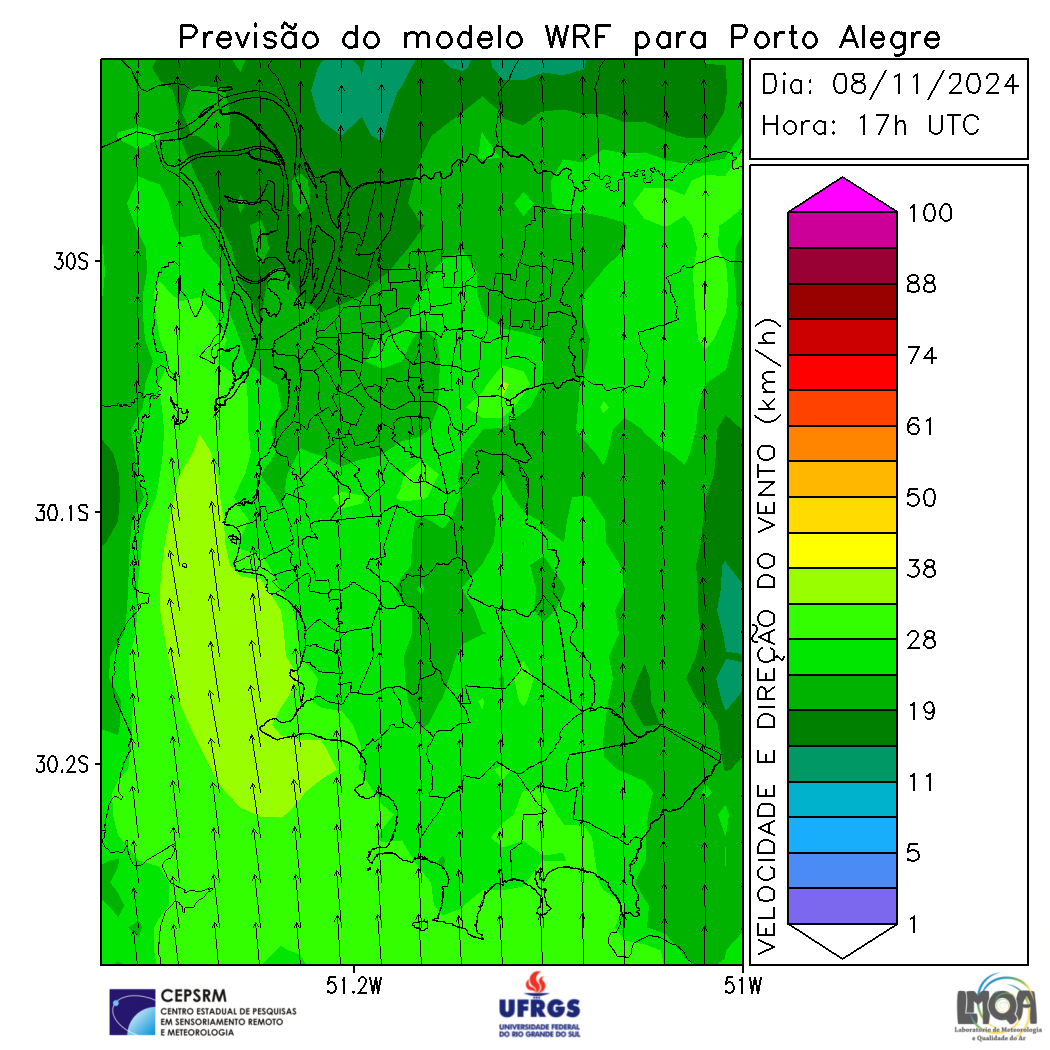 Previsão do modelo WRF para Porto Alegre
Dia: 08/11/2024
Hora: 17h UTC
30S
30.1S
30.2S
51.2W
51W
VELOCIDADE E DIREÇÃO DO VENTO (km/h)
100
88
74
61
50
38
28
19
11
5
1
CEPSRM
CENTRO ESTADUAL DE PESQUISAS
EM SENSORIAMENTO REMOTO
E METEOROLOGIA
UFRGS
UNIVERSIDADE FEDERAL
DO RIO GRANDE DO SUL
LMQA
Laboratório de Meteorologia
e Qualidade do Ar